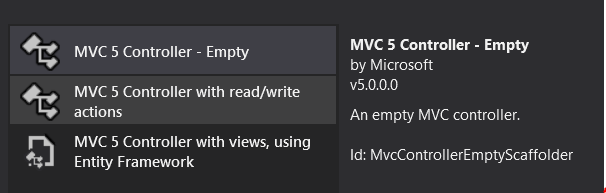 MVC 5 Controller - Empty
MVC 5 Controller with read/write
actions
MVC 5 Controller with views, using
Entity Framework
MVC 5 Controller - Empty
by Microsoft
v5.0.0.0
An empty MVC controller.
Id: MvcControllerEmptyScaffolder